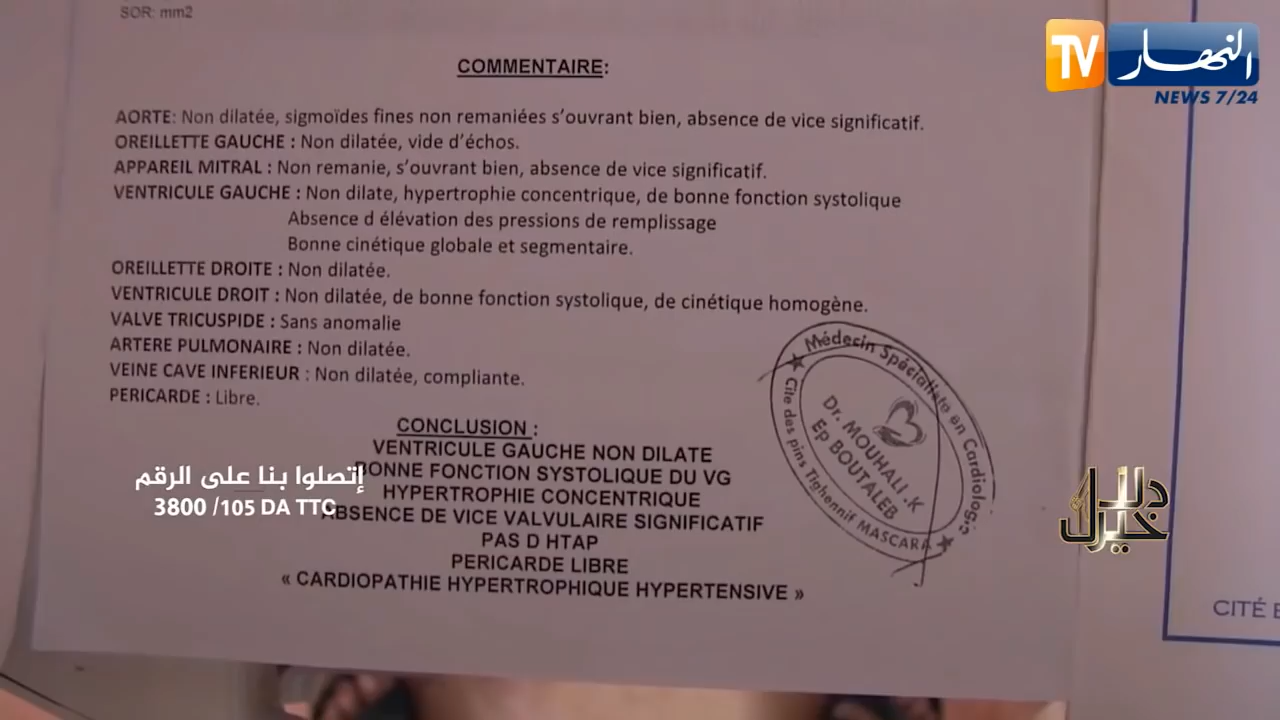 SOR: mm2
TV النهار
NEWS 7/24
COMMENTAIRE:
AORTE: Non dilatée, sigmoïdes fines non remaniées s'ouvrant bien, absence de vice significatif.
OREILLETTE GAUCHE : Non dilatée, vide d'échos.
APPAREIL MITRAL : Non remanie, s'ouvrant bien, absence de vice significatif.
VENTRICULE GAUCHE : Non dilate, hypertrophie concentrique, de bonne fonction systolique
Absence d élévation des pressions de remplissage
Bonne cinétique globale et segmentaire.
OREILLETTE DROITE : Non dilatée.
VENTRICULE DROIT : Non dilatée, de bonne fonction systolique, de cinétique homogène.
VALVE TRICUSPIDE : Sans anomalie
ARTERE PULMONAIRE : Non dilatée.
VEINE CAVE INFERIEUR : Non dilatée, compliante.
PERICARDE : Libre.
CONCLUSION :
VENTRICULE GAUCHE NON DILATE
BONNE FONCTION SYSTOLIQUE DU VG
HYPERTROPHIE CONCENTRIQUE
ABSENCE DE VICE VALVULAIRE SIGNIFICATIF
PAS D HTAP
PERICARDE LIBRE
« CARDIOPATHIE HYPERTROPHIQUE HYPERTENSIVE »
Médecin Spécialiste en Cardiologie
Dr. MOUHALI.K
Ep BOUTALEB
Cite des pins Tighennif MASCARA
إتصلوا بنا على الرقم
3800 /105 DA TTC
دلال خير
CITÉ